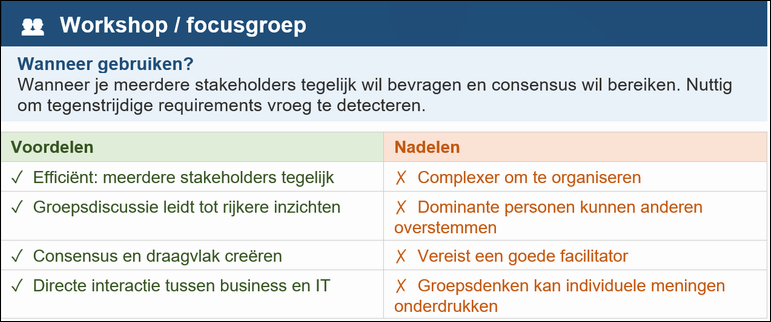 Workshop / focusgroep
Wanneer gebruiken?
Wanneer je meerdere stakeholders tegelijk wil bevragen en consensus wil bereiken. Nuttig
om tegenstrijdige requirements vroeg te detecteren.
Voordelen
Nadelen
✓ Efficiënt: meerdere stakeholders tegelijk
✗ Complexer om te organiseren
✓ Groepsdiscussie leidt tot rijkere inzichten
✗ Dominante personen kunnen anderen
overstemmen
✓ Consensus en draagvlak creëren
✗ Vereist een goede facilitator
✓ Directe interactie tussen business en IT
✗ Groepsdenken kan individuele meningen
onderdrukken